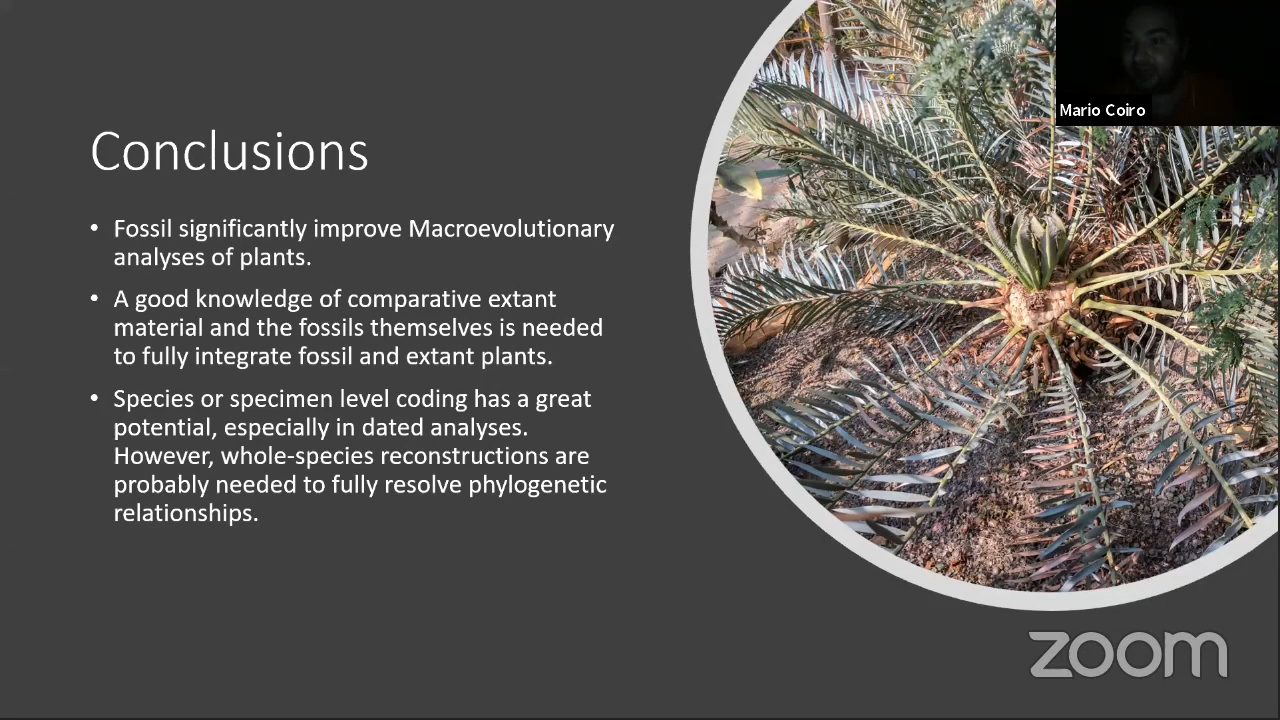 Mario Coiro
Conclusions
• Fossil significantly improve Macroevolutionary
analyses of plants.
• A good knowledge of comparative extant
material and the fossils themselves is needed
to fully integrate fossil and extant plants.
• Species or specimen level coding has a great
potential, especially in dated analyses.
However, whole-species reconstructions are
probably needed to fully resolve phylogenetic
relationships.
zoom